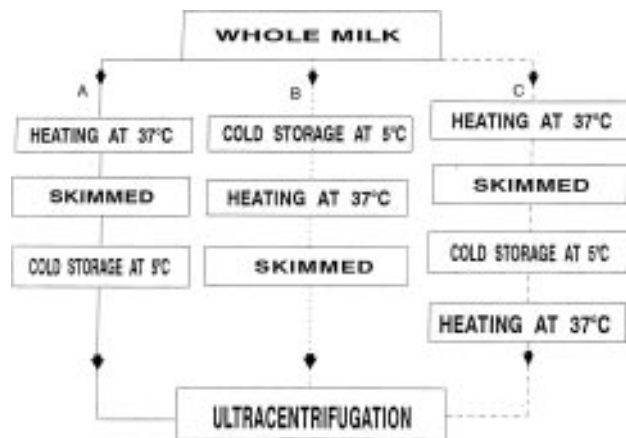 WHOLE MILK
A
HEATING AT 37°C
SKIMMED
COLD STORAGE AT 5°C
B
COLD STORAGE AT 5°C
HEATING AT 37°C
SKIMMED
C
HEATING AT 37°C
SKIMMED
COLD STORAGE AT 5°C
HEATING AT 37°C
ULTRACENTRIFUGATION